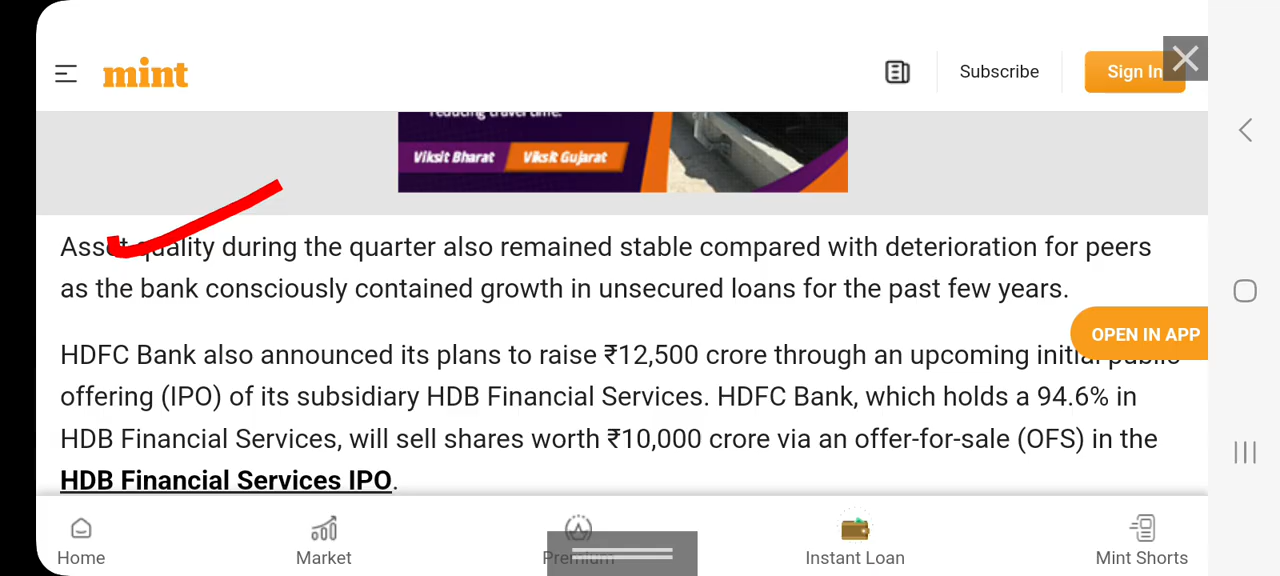 mint
Subscribe
Sign In
reducing travel time.
Viksit Bharat
Viksit Gujarat
Asset quality during the quarter also remained stable compared with deterioration for peers
as the bank consciously contained growth in unsecured loans for the past few years.
OPEN IN APP
HDFC Bank also announced its plans to raise ₹12,500 crore through an upcoming initial public
offering (IPO) of its subsidiary HDB Financial Services. HDFC Bank, which holds a 94.6% in
HDB Financial Services, will sell shares worth ₹10,000 crore via an offer-for-sale (OFS) in the
HDB Financial Services IPO.
Home
Market
Premium
Instant Loan
Mint Shorts